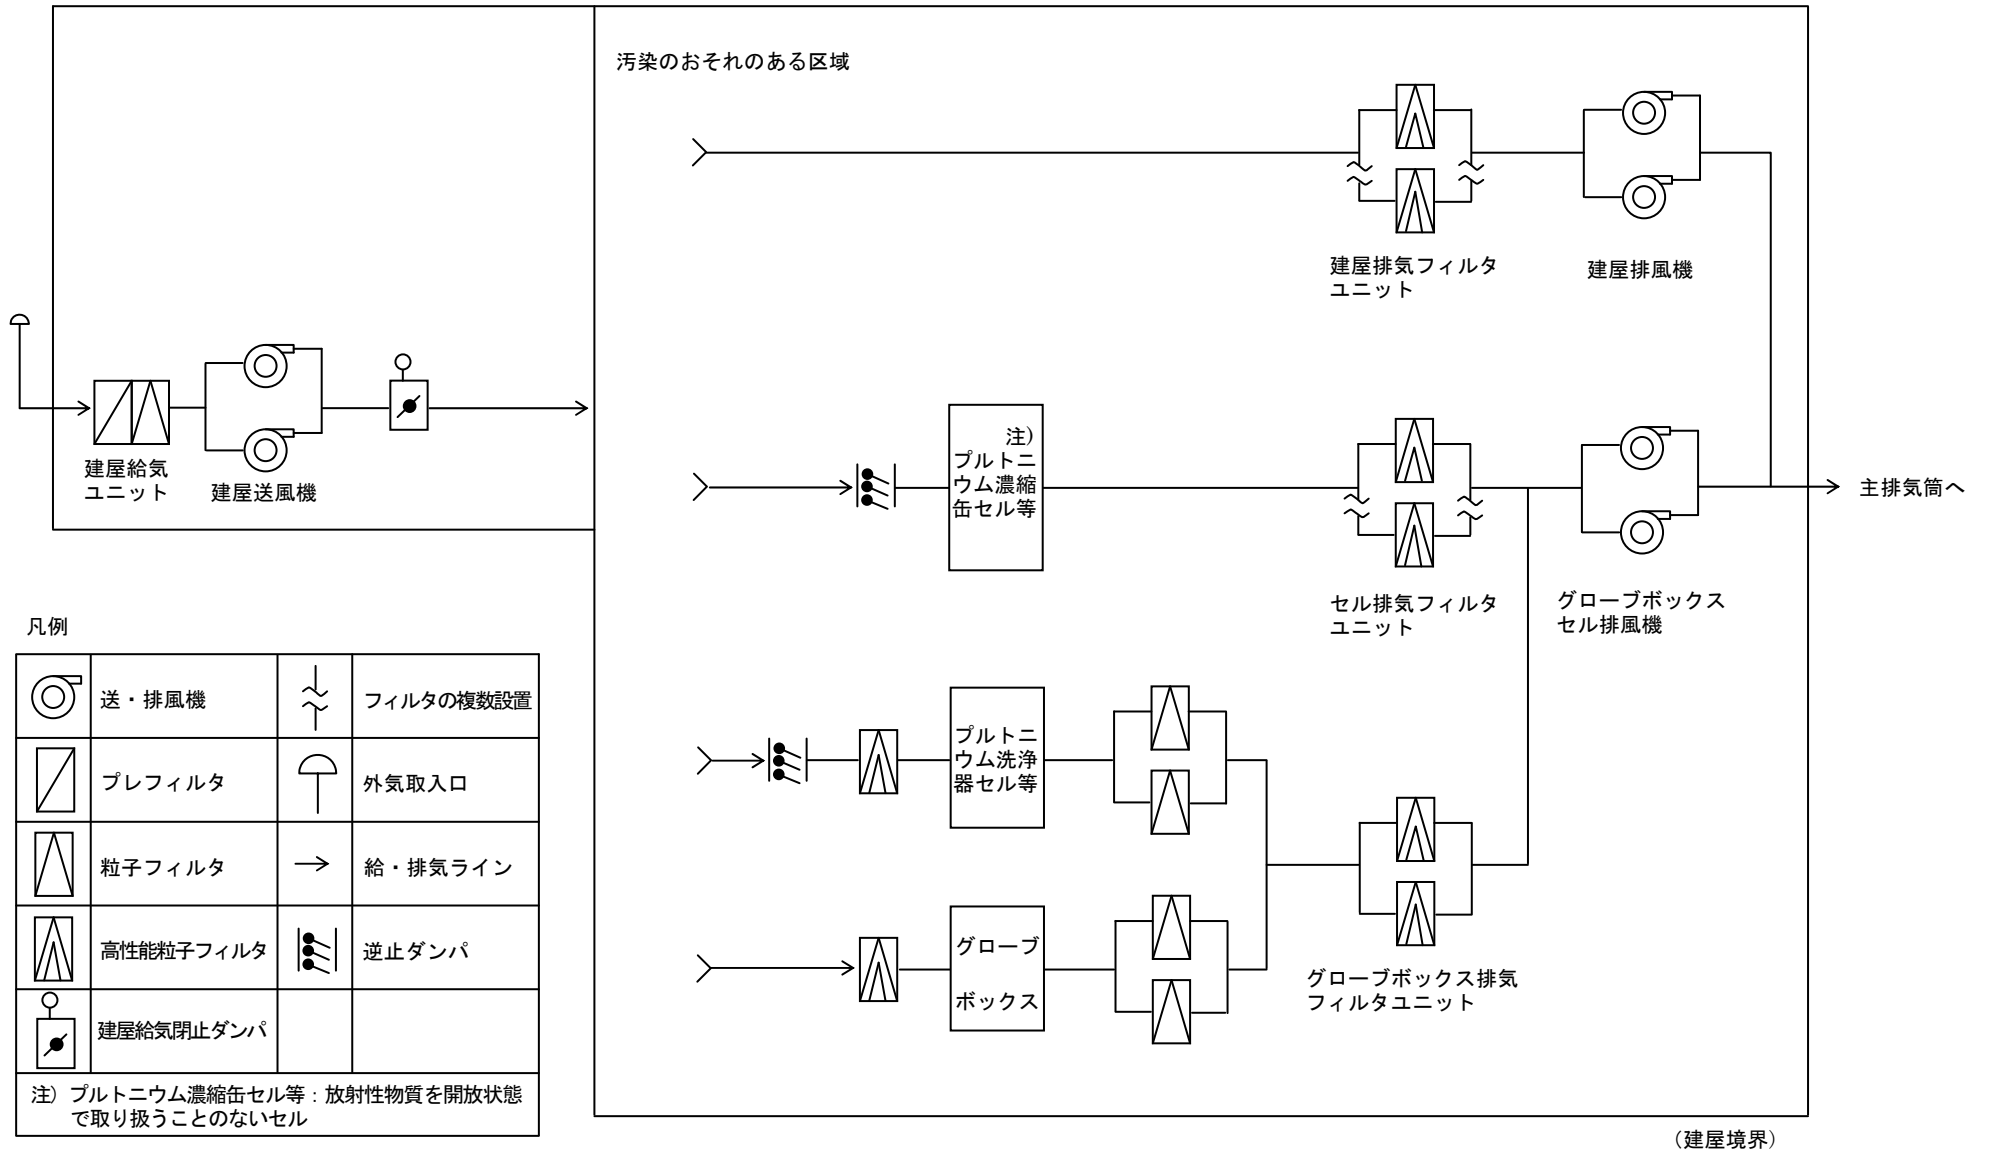 汚染のおそれのある区域
建屋排気フィルタ
ユニット
建屋排風機
建屋給気
ユニット
建屋送風機
注)
プルトニ
ウム濃縮
缶セル等
主排気筒へ
セル排気フィルタ
ユニット
グローブボックス
セル排風機
プルトニ
ウム洗浄
器セル等
グローブ
ボックス
グローブボックス排気
フィルタユニット
凡例
送・排風機
フィルタの複数設置
プレフィルタ
外気取入口
粒子フィルタ
給・排気ライン
高性能粒子フィルタ
逆止ダンパ
建屋給気閉止ダンパ
注) プルトニウム濃縮缶セル等:放射性物質を開放状態
で取り扱うことのないセル
(建屋境界)